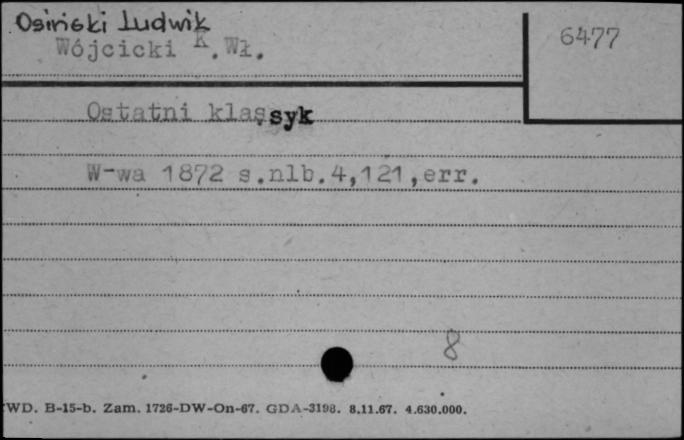 Osiński Ludwik
Wójcicki K.Wł.
6477
Ostatni klassyk
W-wa 1872 s.nlb.4,121,err.
8
WD. B-15-b. Zam. 1726-DW-On-67. GDA-3198. 8.11.67. 4.630.000.